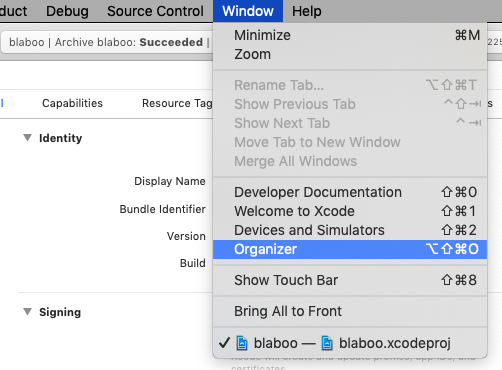 duct Debug Source Control Window Help
blaboo | Archive blaboo: Succeeded |
Minimize ⌘M
Zoom
Rename Tab... ⌥⇧⌘T
Capabilities Resource Tag
Show Previous Tab ^⇧⇥
Show Next Tab ^⇥
Move Tab to New Window
Identity
Merge All Windows
Display Name
Developer Documentation ⇧⌘0
Bundle Identifier
Welcome to Xcode ⇧⌘1
Version
Devices and Simulators ⇧⌘2
Organizer ⌥⇧⌘O
Build
Show Touch Bar ⇧⌘8
Signing
Bring All to Front
✓ blaboo — blaboo.xcodeproj